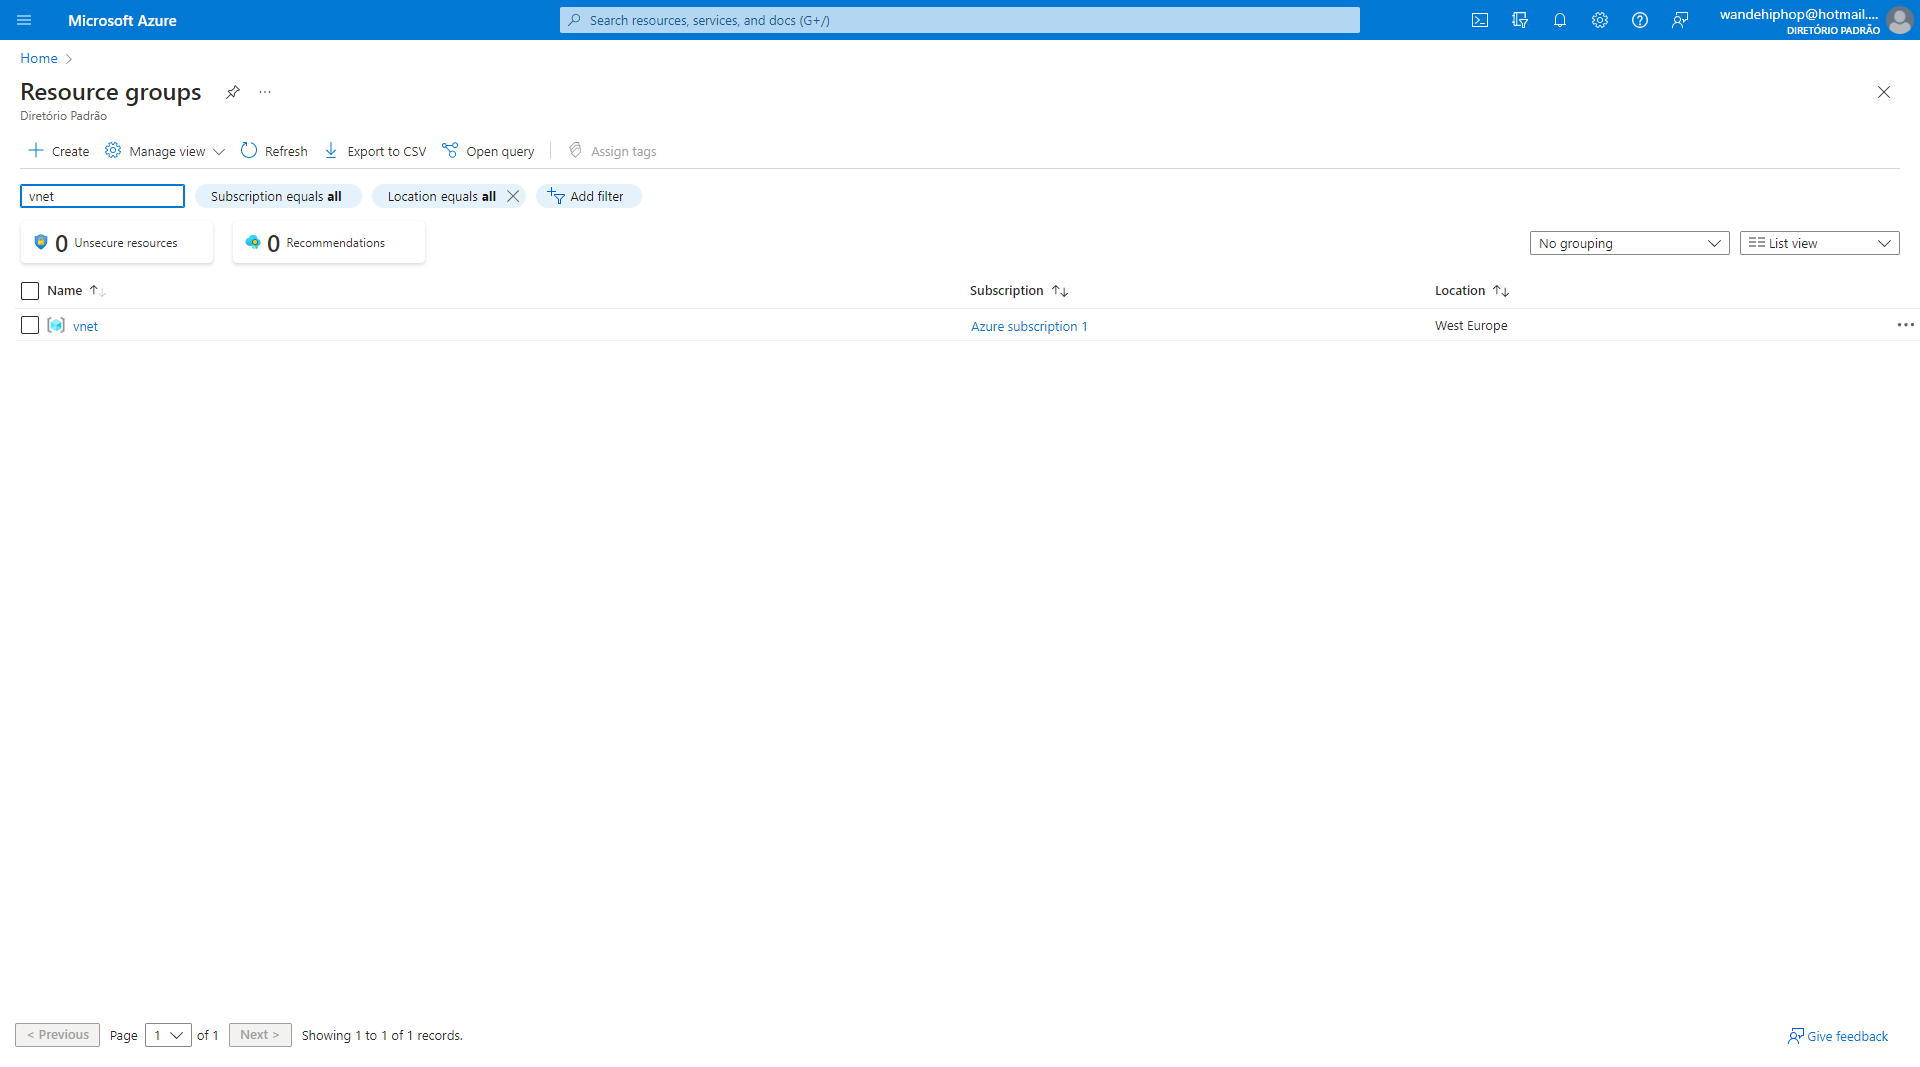 Microsoft Azure
Search resources, services, and docs (G+/)
wandehiphop@hotmail....
DIRETÓRIO PADRÃO
Home
Resource groups
Diretório Padrão
Create
Manage view
Refresh
Export to CSV
Open query
Assign tags
vnet
Subscription equals all
Location equals all
Add filter
0 Unsecure resources
0 Recommendations
No grouping
List view
Name
Subscription
Location
vnet
Azure subscription 1
West Europe
< Previous
Page
1
of 1
Next >
Showing 1 to 1 of 1 records.
Give feedback